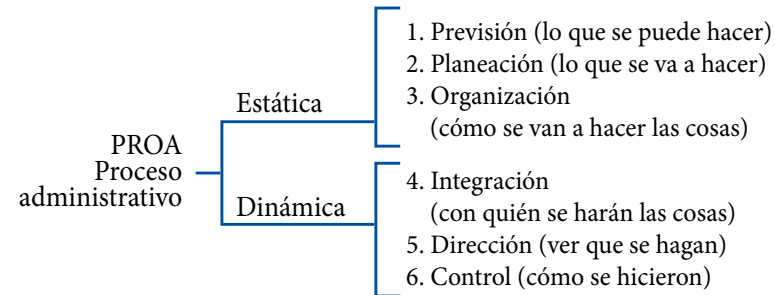 PROA
Proceso
administrativo
Estática
1. Previsión (lo que se puede hacer)
2. Planeación (lo que se va a hacer)
3. Organización
(cómo se van a hacer las cosas)
Dinámica
4. Integración
(con quién se harán las cosas)
5. Dirección (ver que se hagan)
6. Control (cómo se hicieron)